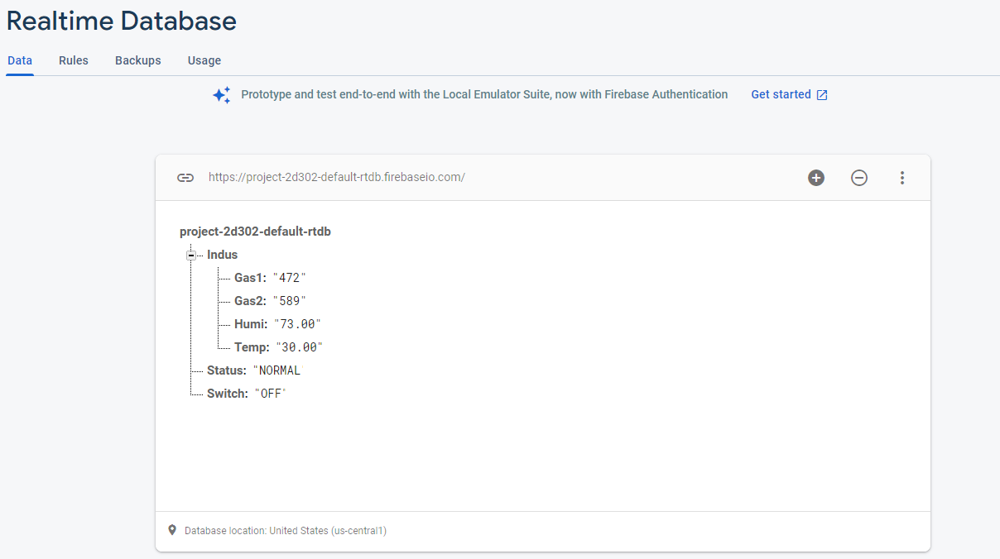 Realtime Database
Data Rules Backups Usage
Prototype and test end-to-end with the Local Emulator Suite, now with Firebase Authentication Get started
https://project-2d302-default-rtdb.firebaseio.com/
project-2d302-default-rtdb
Indus
Gas1: "472"
Gas2: "589"
Humi: "73.00"
Temp: "30.00"
Status: "NORMAL
Switch: "OFF"
Database location: United States (us-central1)